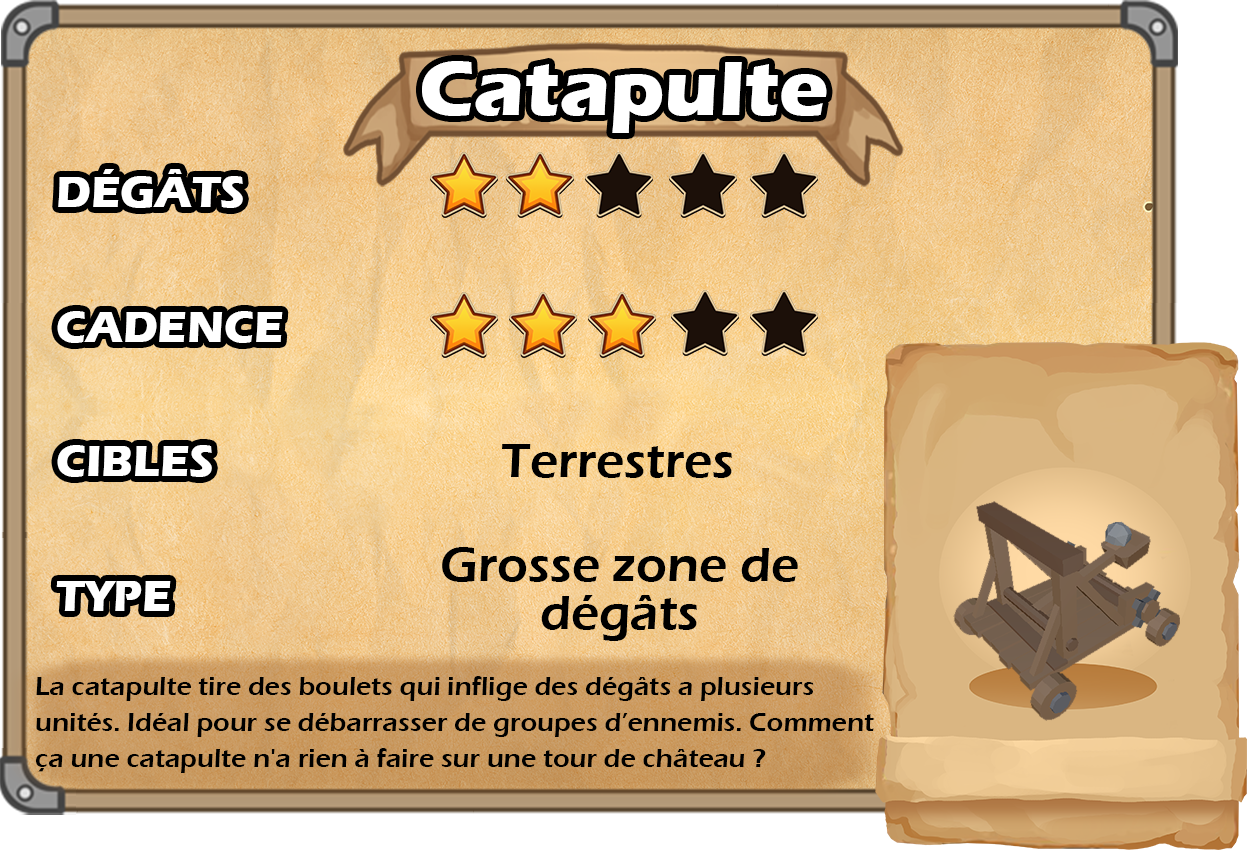 Catapulte
DÉGÂTS
CADENCE
CIBLES
Terrestres
TYPE
Grosse zone de
dégâts
La catapulte tire des boulets qui inflige des dégâts a plusieurs
unités. Idéal pour se débarrasser de groupes d’ennemis. Comment
ça une catapulte n'a rien à faire sur une tour de château ?